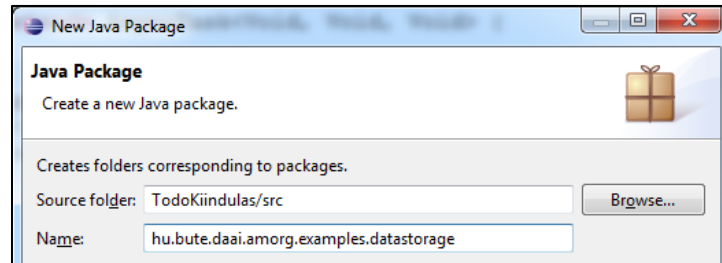 New Java Package
Java Package
Create a new Java package.
Creates folders corresponding to packages.
Source folder: TodoKiindulas/src Browse...
Name: hu.bute.daai.amorg.examples.datastorage